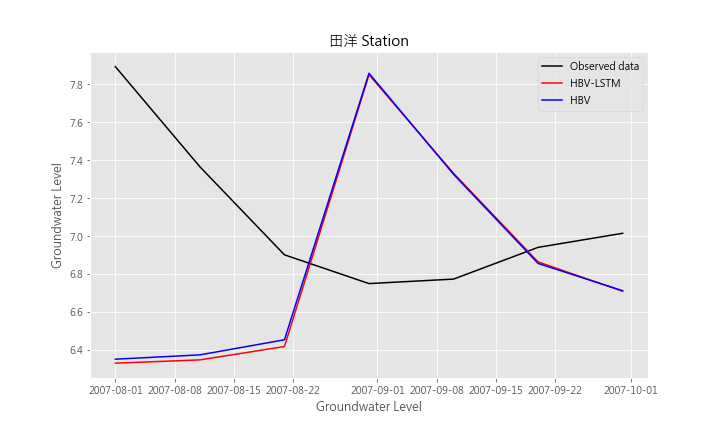 田洋 Station
Observed data
HBV-LSTM
HBV
Groundwater Level
7.8
7.6
7.4
7.2
7.0
6.8
6.6
6.4
2007-08-01
2007-08-08
2007-08-15
2007-08-22
2007-09-01
2007-09-08
2007-09-15
2007-09-22
2007-10-01
Groundwater Level